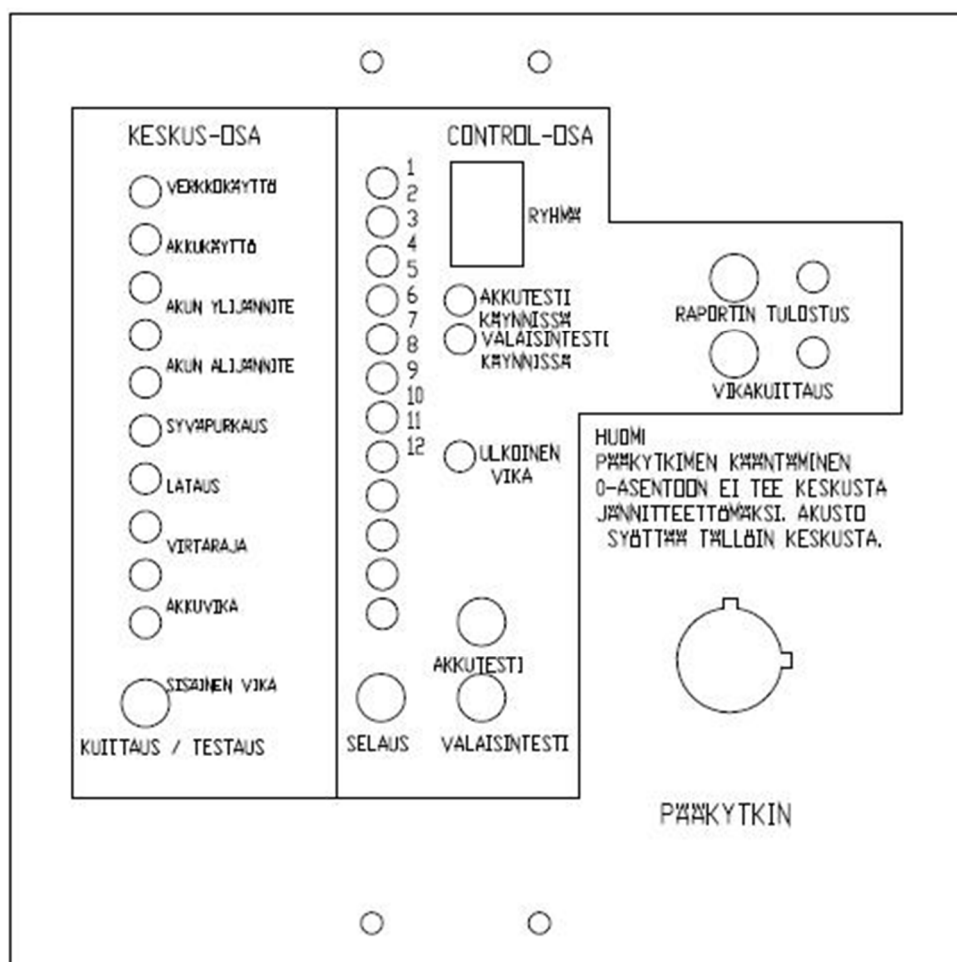 KESKUS-OSA
VERKKOKÄYTTÖ
AKKUKÄYTTÖ
AKUN YLIJÄNNITE
AKUN ALIJÄNNITE
SYVÄPURKAUS
LATAUS
VIRTARAJA
AKKUVIKA
SISÄINEN VIKA
KUITTAUS / TESTAUS
CONTROL-OSA
1
2
3
4
5
6
7
8
9
10
11
12
RYHMÄ
AKKUTESTI
KÄYNNISSÄ
VALAISINTESTI
KÄYNNISSÄ
ULKOINEN
VIKA
AKKUTESTI
SELAUS
VALAISINTESTI
RAPORTIN TULOSTUS
VIKAKUITTAUS
HUOMI
PÄÄKYTKIMEN KÄÄNTÄMINEN
0-ASENTOON EI TEE KESKUSTA
JÄNNITTEETTÖMÄKSI. AKUSTO
SYÖTTÄÄ TÄLLÖIN KESKUSTA.
PÄÄKYTKIN